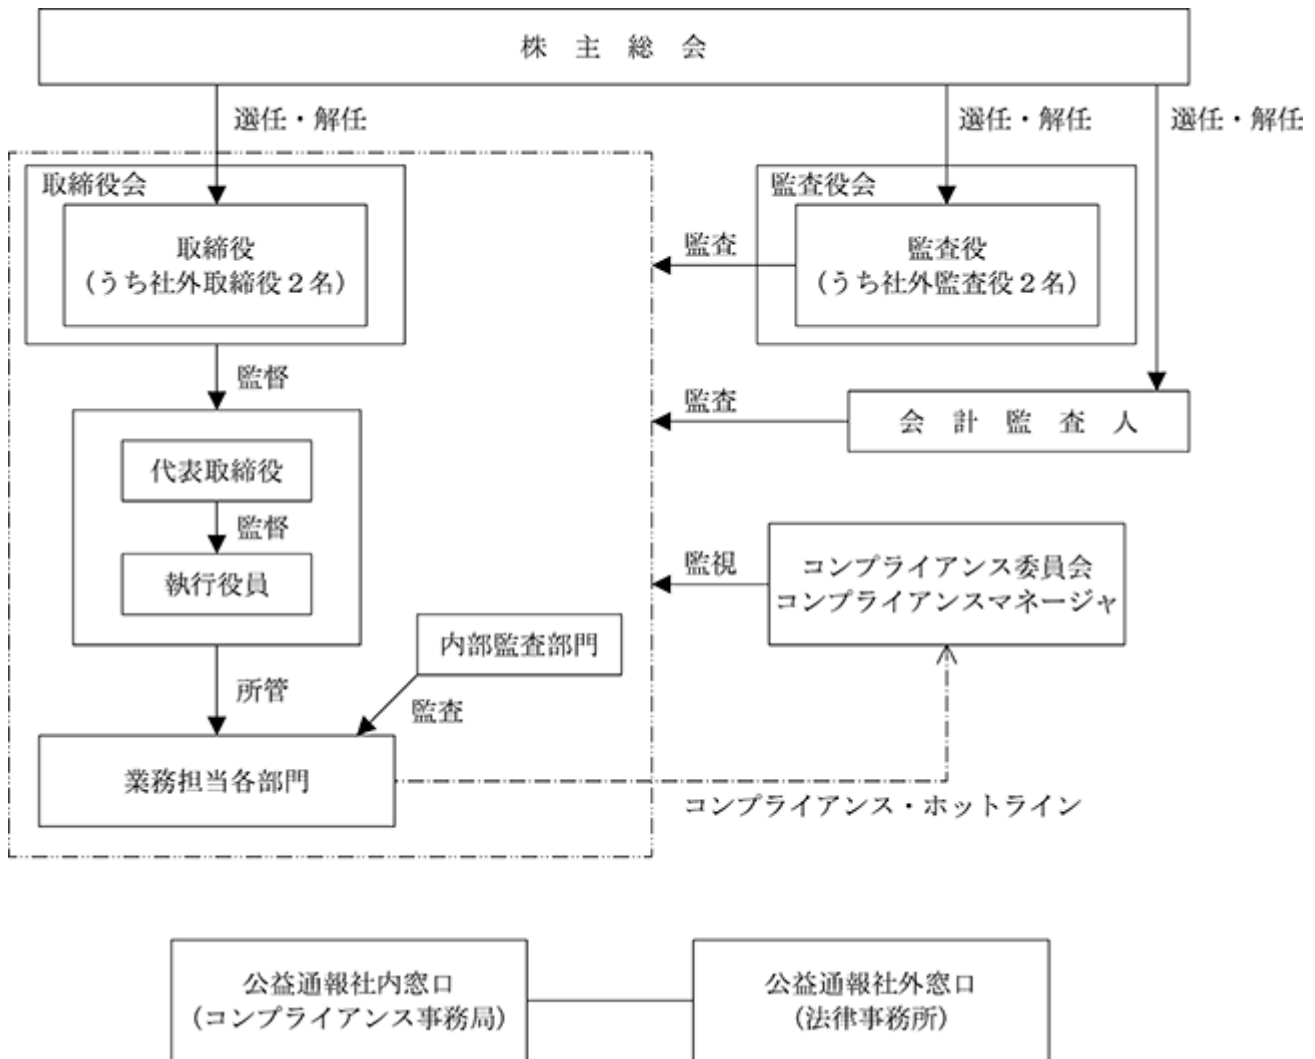 株主総会
選任・解任
選任・解任
選任・解任
取締役会
取締役
(うち社外取締役2名)
監査役会
監査役
(うち社外監査役2名)
監査
監督
監査
会計監査人
代表取締役
監督
執行役員
監視
コンプライアンス委員会
コンプライアンスマネージャ
内部監査部門
所管
監査
業務担当各部門
コンプライアンス・ホットライン
公益通報社内窓口
(コンプライアンス事務局)
公益通報社外窓口
(法律事務所)